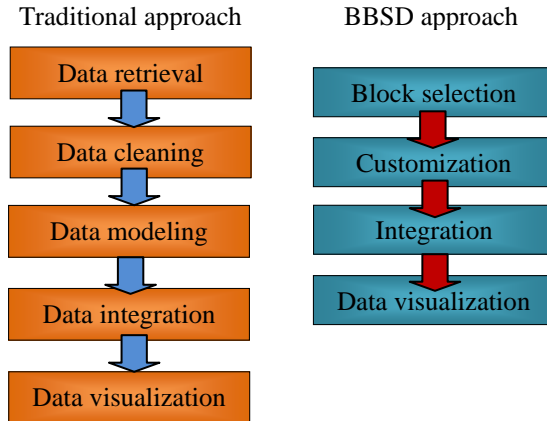 Traditional approach
Data retrieval
Data cleaning
Data modeling
Data integration
Data visualization
BBSD approach
Block selection
Customization
Integration
Data visualization